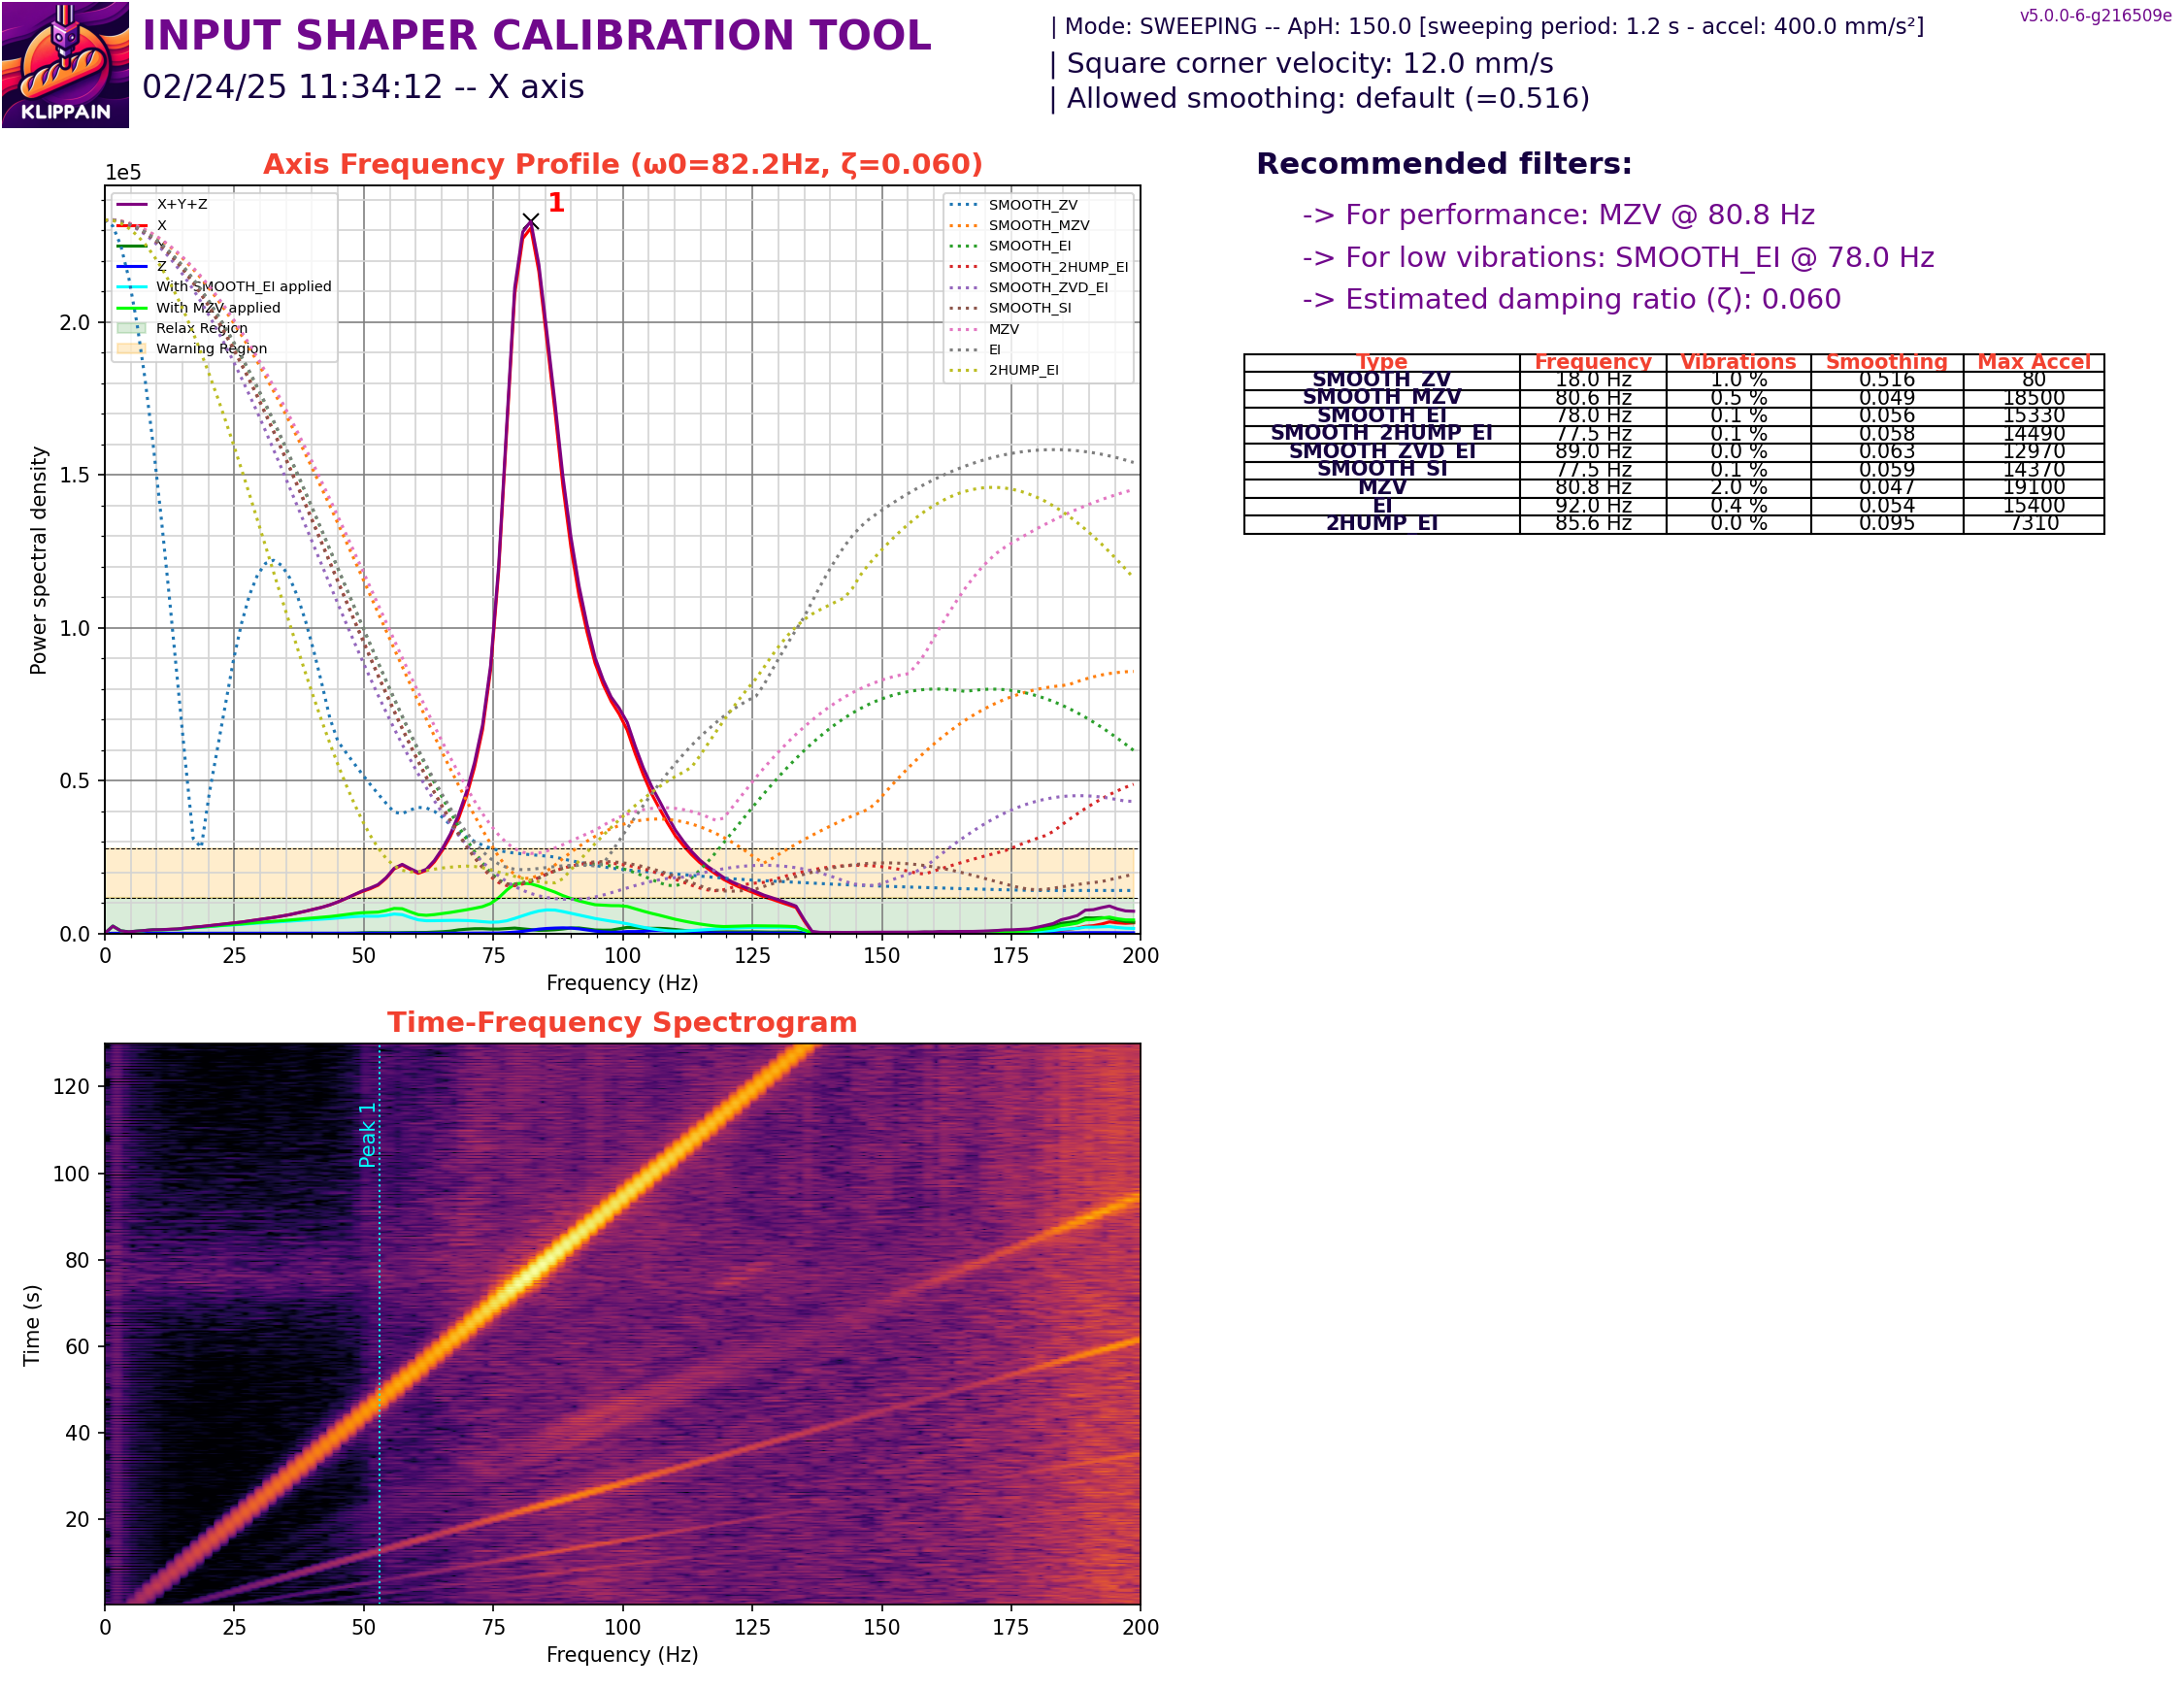 KLIPPAIN
INPUT SHAPER CALIBRATION TOOL
02/24/25 11:34:12 -- X axis
| Mode: SWEEPING -- ApH: 150.0 [sweeping period: 1.2 s - accel: 400.0 mm/s²]
| Square corner velocity: 12.0 mm/s
| Allowed smoothing: default (=0.516)
v5.0.0-6-g216509e
Axis Frequency Profile (ω0=82.2Hz, ζ=0.060)
1e5
X+Y+Z
X
Y
Z
With SMOOTH_EI applied
With MZV applied
Relax Region
Warning Region
1
SMOOTH_ZV
SMOOTH_MZV
SMOOTH_EI
SMOOTH_2HUMP_EI
SMOOTH_ZVD_EI
SMOOTH_SI
MZV
EI
2HUMP_EI
Power spectral density
2.0
1.5
1.0
0.5
0.0
0 25 50 75 100 125 150 175 200
Frequency (Hz)
Recommended filters:
-> For performance: MZV @ 80.8 Hz
-> For low vibrations: SMOOTH_EI @ 78.0 Hz
-> Estimated damping ratio (ζ): 0.060
Type Frequency Vibrations Smoothing Max Accel
SMOOTH_ZV 18.0 Hz 1.0 % 0.516 80
SMOOTH_MZV 80.6 Hz 0.5 % 0.049 18500
SMOOTH_EI 78.0 Hz 0.1 % 0.056 15330
SMOOTH_2HUMP_EI 77.5 Hz 0.1 % 0.058 14490
SMOOTH_ZVD_EI 89.0 Hz 0.0 % 0.063 12970
SMOOTH_SI 77.5 Hz 0.1 % 0.059 14370
MZV 80.8 Hz 2.0 % 0.047 19100
EI 92.0 Hz 0.4 % 0.054 15400
2HUMP_EI 85.6 Hz 0.0 % 0.095 7310
Time-Frequency Spectrogram
Time (s)
120
100
80
60
40
20
Peak 1
0 25 50 75 100 125 150 175 200
Frequency (Hz)